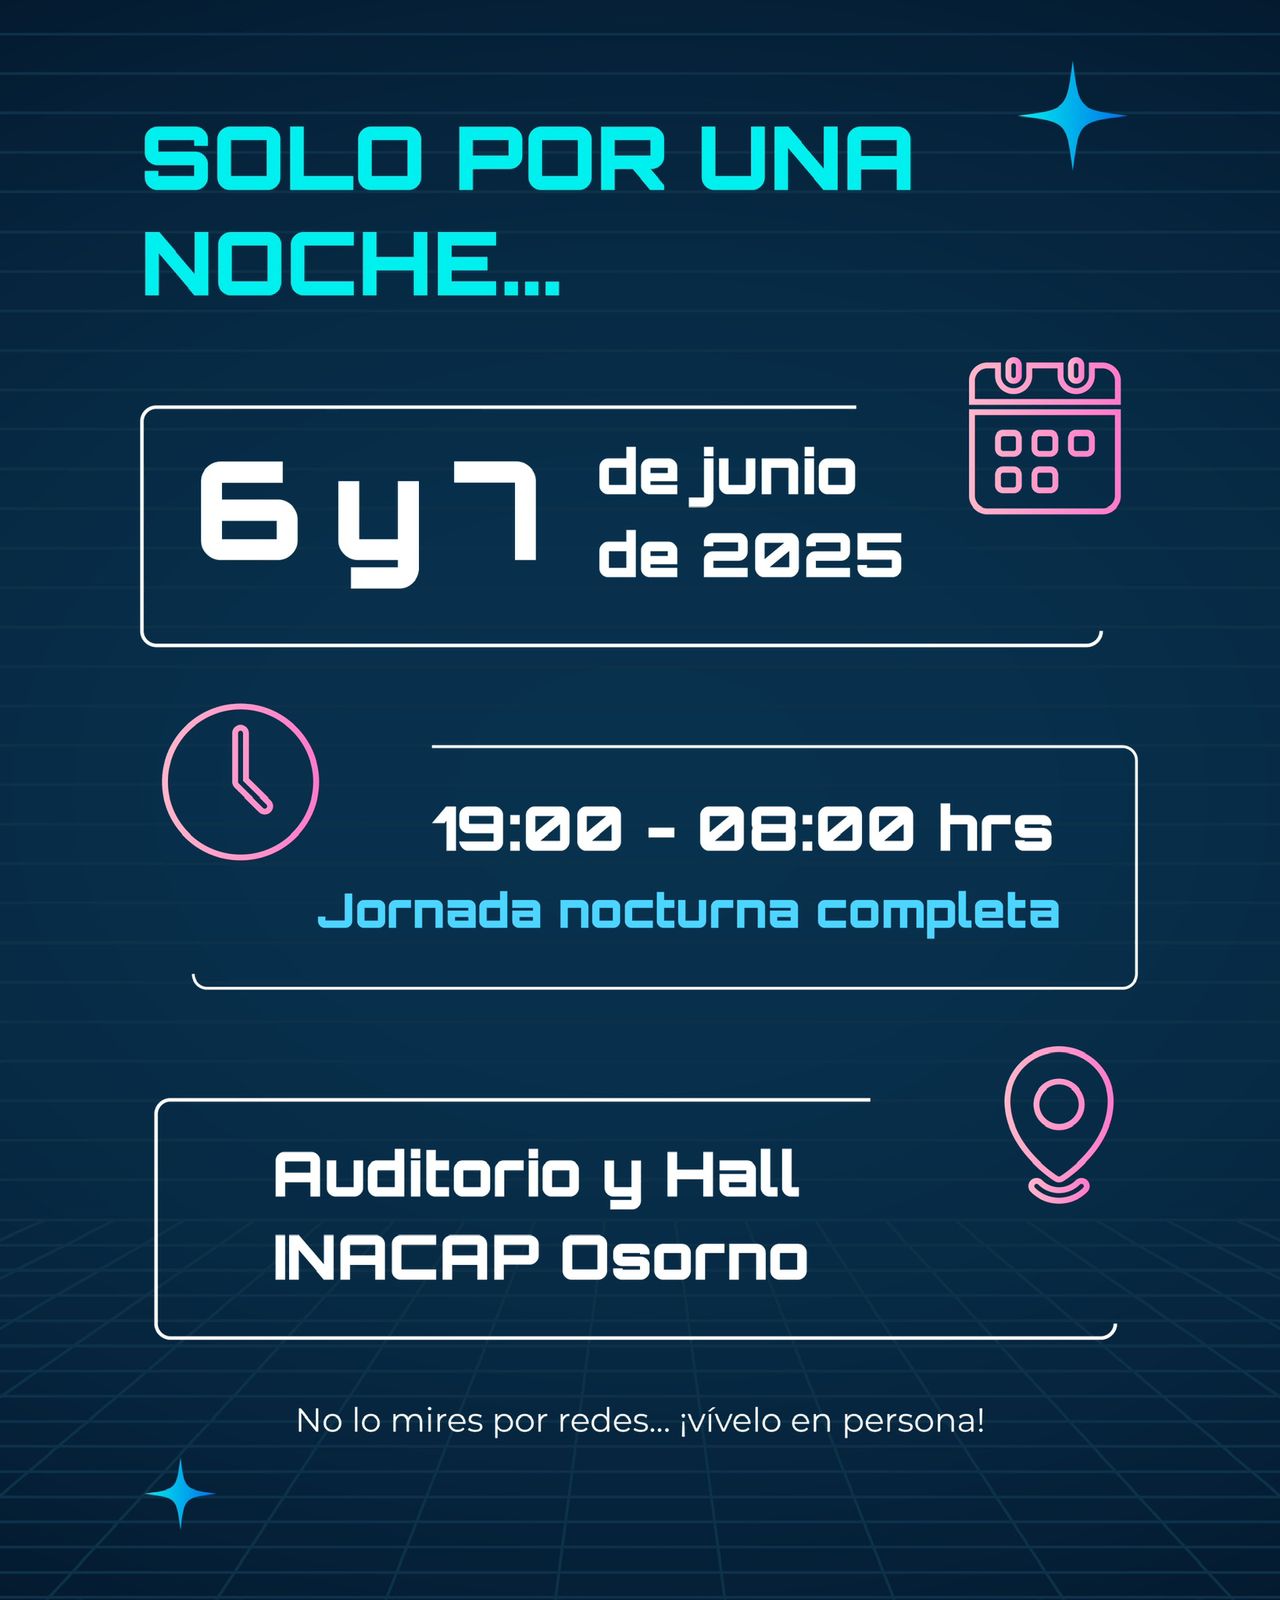 SOLO POR UNA
NOCHE...
6 y 7
de junio
de 2025
19:00 - 08:00 hrs
Jornada nocturna completa
Auditorio y Hall
INACAP Osorno
No lo mires por redes... ¡vívelo en persona!